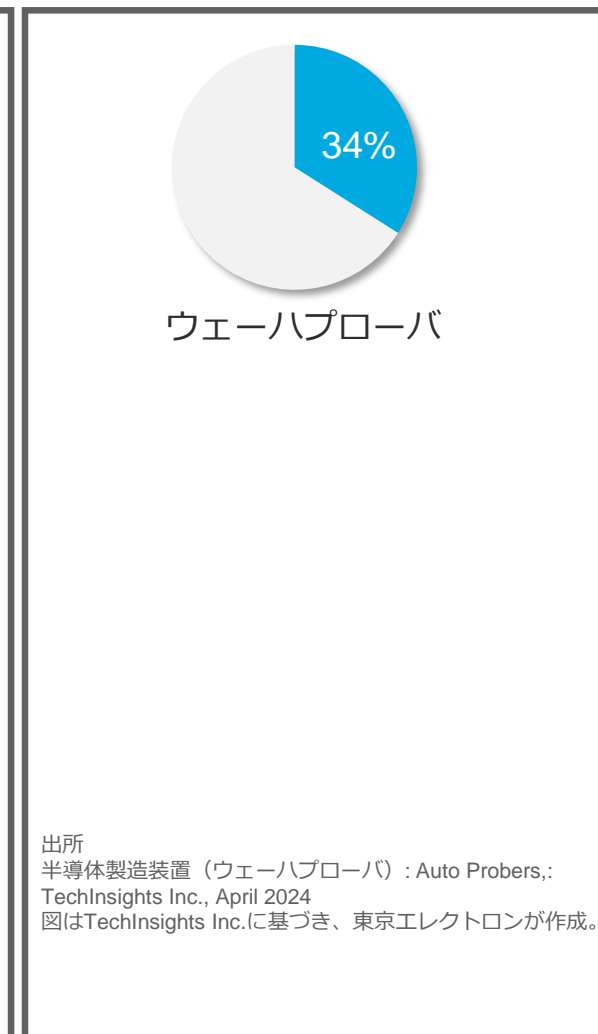 34%
ウェーハプローバ
出所
半導体製造装置（ウェーハプローバ）: Auto Probers,:
TechInsights Inc., April 2024
図はTechInsights Inc.に基づき、東京エレクトロンが作成。